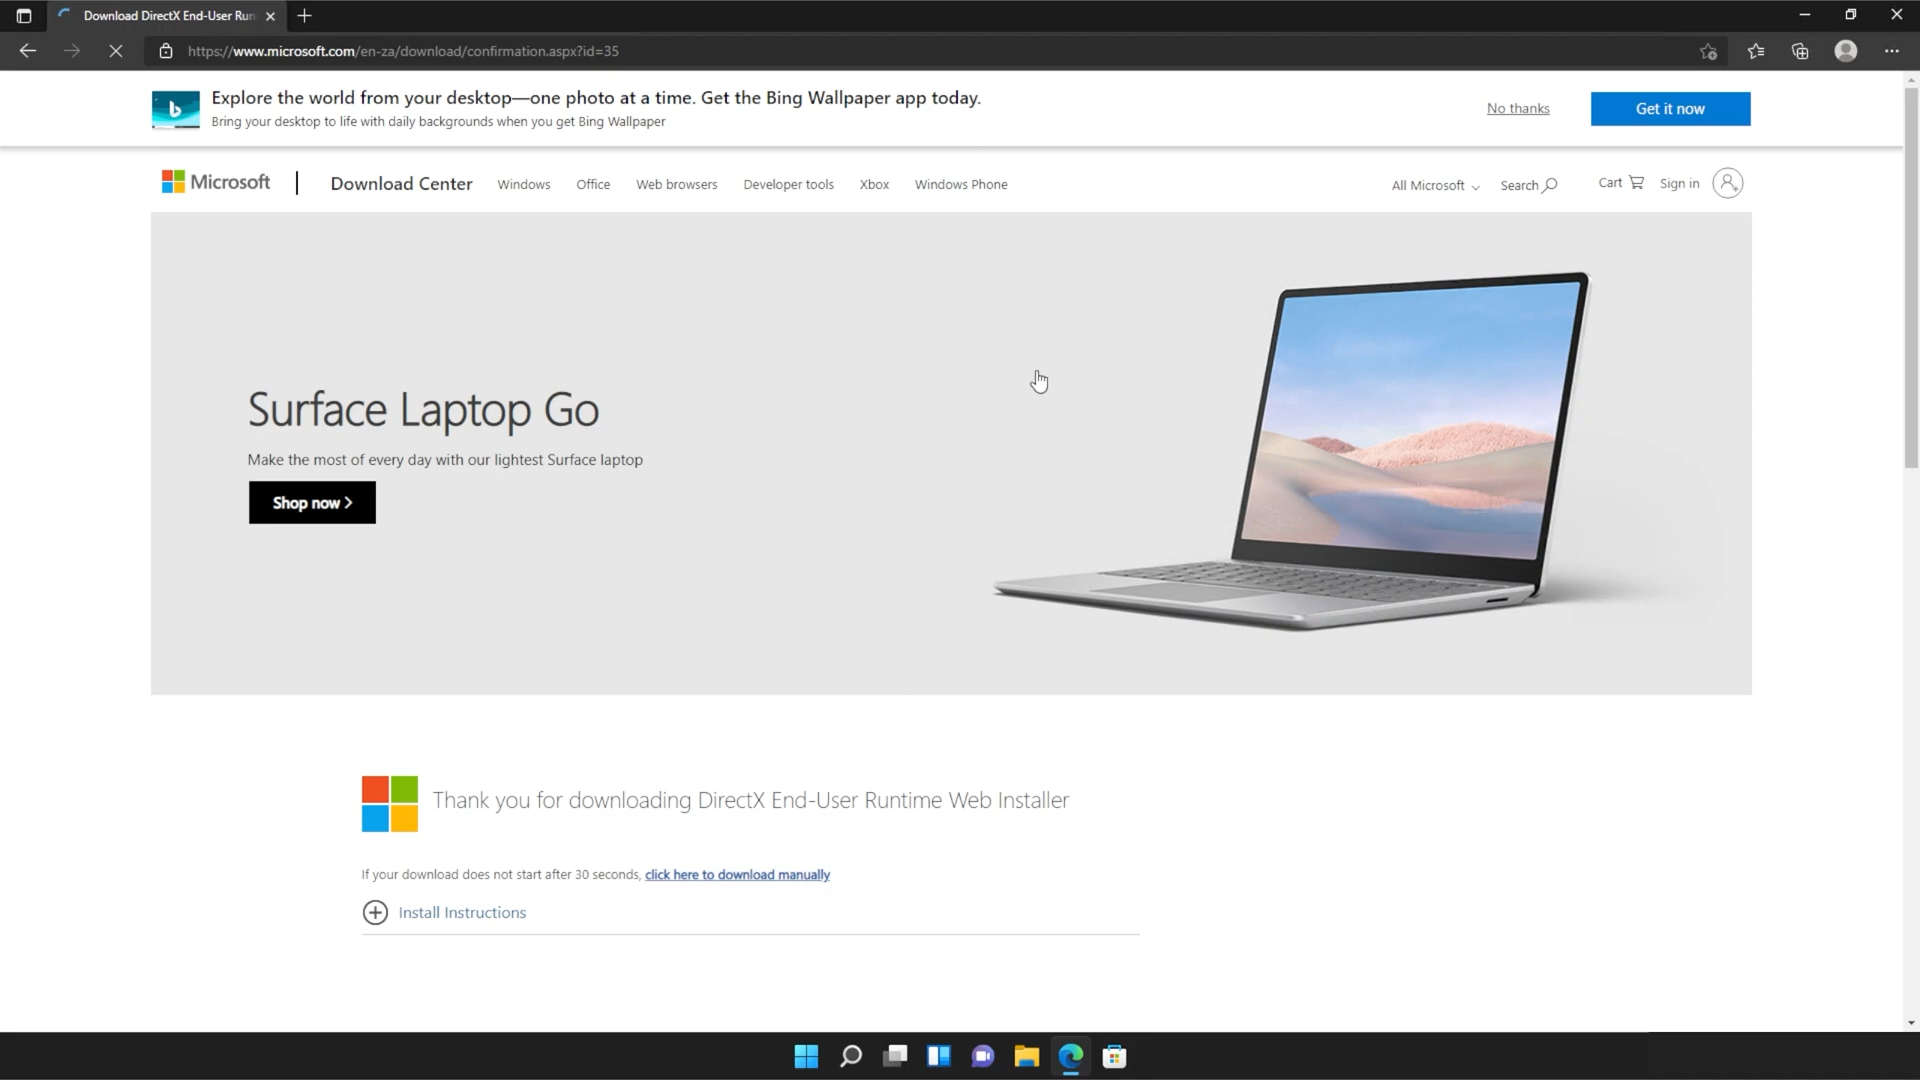 Download DirectX End-User Run
https://www.microsoft.com/en-za/download/confirmation.aspx?id=35
Explore the world from your desktop—one photo at a time. Get the Bing Wallpaper app today.
Bring your desktop to life with daily backgrounds when you get Bing Wallpaper
No thanks
Get it now
Microsoft
Download Center
Windows
Office
Web browsers
Developer tools
Xbox
Windows Phone
All Microsoft
Search
Cart
Sign in
Surface Laptop Go
Make the most of every day with our lightest Surface laptop
Shop now >
Thank you for downloading DirectX End-User Runtime Web Installer
If your download does not start after 30 seconds, click here to download manually
Install Instructions